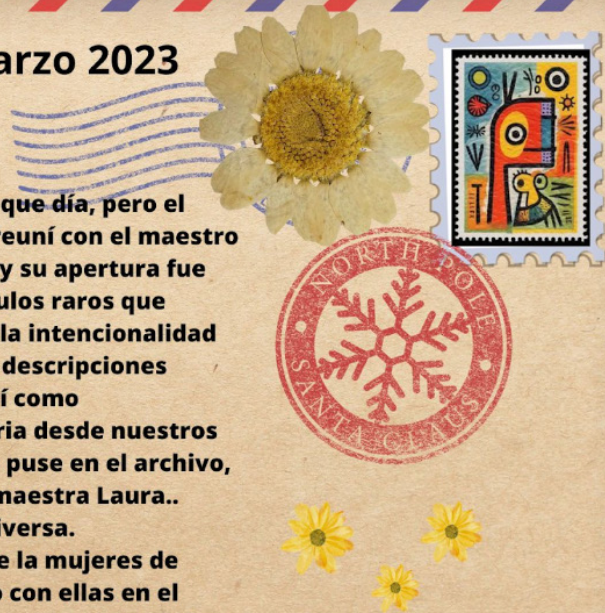 arzo 2023
que día, pero el
reuní con el maestro
y su apertura fue
ulos raros que
la intencionalidad
descripciones
í como
ria desde nuestros
puse en el archivo,
maestra Laura..
iversa.
e la mujeres de
o con ellas en el
NORTH POLE
SANTA CLAUS